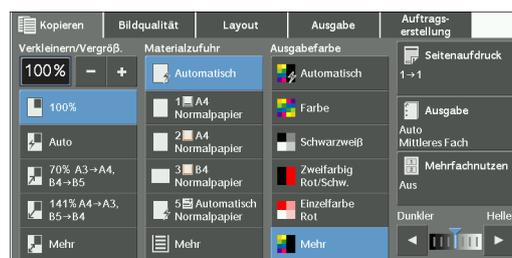 Kopieren
Bildqualität
Layout
Ausgabe
Auftrags-
erstellung
Verkleinern/Vergröß.
100%
100%
Auto
70% A3→A4,
B4→B5
141% A4→A3,
B5→B4
Mehr
Materialzufuhr
Automatisch
1 A4
Normalpapier
2 A4
Normalpapier
3 B4
Normalpapier
5 Automatisch
Normalpapier
Mehr
Ausgabefarbe
Automatisch
Farbe
Schwarzweiß
Zweifarbig
Rot/Schw.
Einzelfarbe
Rot
Mehr
Seitenaufdruck
1→1
Ausgabe
Auto
Mittleres Fach
Mehrfachnutzen
Aus
Dunkler
Helle